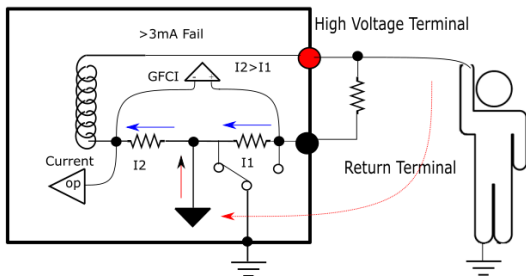 >3mA Fail
High Voltage Terminal
GFCI
I2>I1
- +
Current
op
I2
I1
Return Terminal